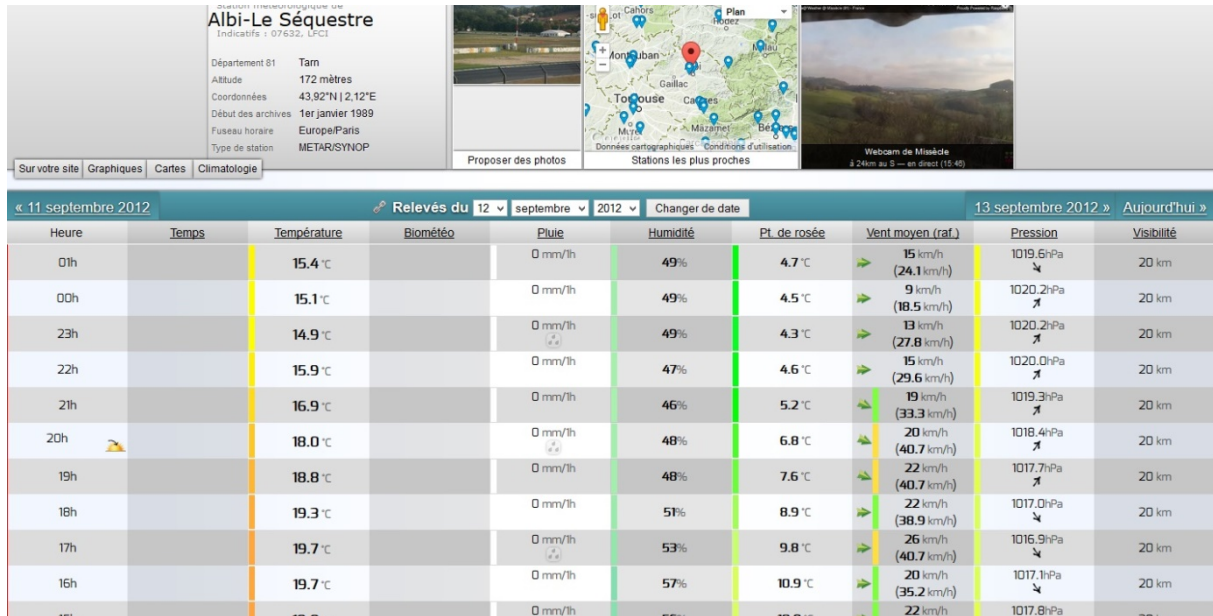 Station météorologique de
Albi-Le Séquestre
Indicatifs : 07632, LFCI
Département 81 Tarn
Altitude 172 mètres
Coordonnées 43,92°N | 2,12°E
Début des archives 1er janvier 1989
Fuseau horaire Europe/Paris
Type de station METAR/SYNOP
Proposer des photos
Plan
Cahors
Rodez
Montauban
Millau
Albi
Gaillac
Toulouse
Castres
Muret
Mazamet
Données cartographiques Conditions d'utilisation
Stations les plus proches
Webcam de Missècle
à 24km au S — en direct (15:46)
Sur votre site Graphiques Cartes Climatologie
« 11 septembre 2012 Relevés du 12 septembre 2012 Changer de date 13 septembre 2012 » Aujourd'hui »
Heure Temps Température Biométéo Pluie Humidité Pt. de rosée Vent moyen (raf.) Pression Visibilité
01h 15.4 °C 0 mm/1h 49% 4.7 °C 15 km/h (24.1 km/h) 1019.6hPa 20 km
00h 15.1 °C 0 mm/1h 49% 4.5 °C 9 km/h (18.5 km/h) 1020.2hPa 20 km
23h 14.9 °C 0 mm/1h 49% 4.3 °C 13 km/h (27.8 km/h) 1020.2hPa 20 km
22h 15.9 °C 0 mm/1h 47% 4.6 °C 15 km/h (29.6 km/h) 1020.0hPa 20 km
21h 16.9 °C 0 mm/1h 46% 5.2 °C 19 km/h (33.3 km/h) 1019.3hPa 20 km
20h 18.0 °C 0 mm/1h 48% 6.8 °C 20 km/h (40.7 km/h) 1018.4hPa 20 km
19h 18.8 °C 0 mm/1h 48% 7.6 °C 22 km/h (40.7 km/h) 1017.7hPa 20 km
18h 19.3 °C 0 mm/1h 51% 8.9 °C 22 km/h (38.9 km/h) 1017.0hPa 20 km
17h 19.7 °C 0 mm/1h 53% 9.8 °C 26 km/h (40.7 km/h) 1016.9hPa 20 km
16h 19.7 °C 0 mm/1h 57% 10.9 °C 20 km/h (35.2 km/h) 1017.1hPa 20 km
0 mm/1h 22 km/h 1017.8hPa